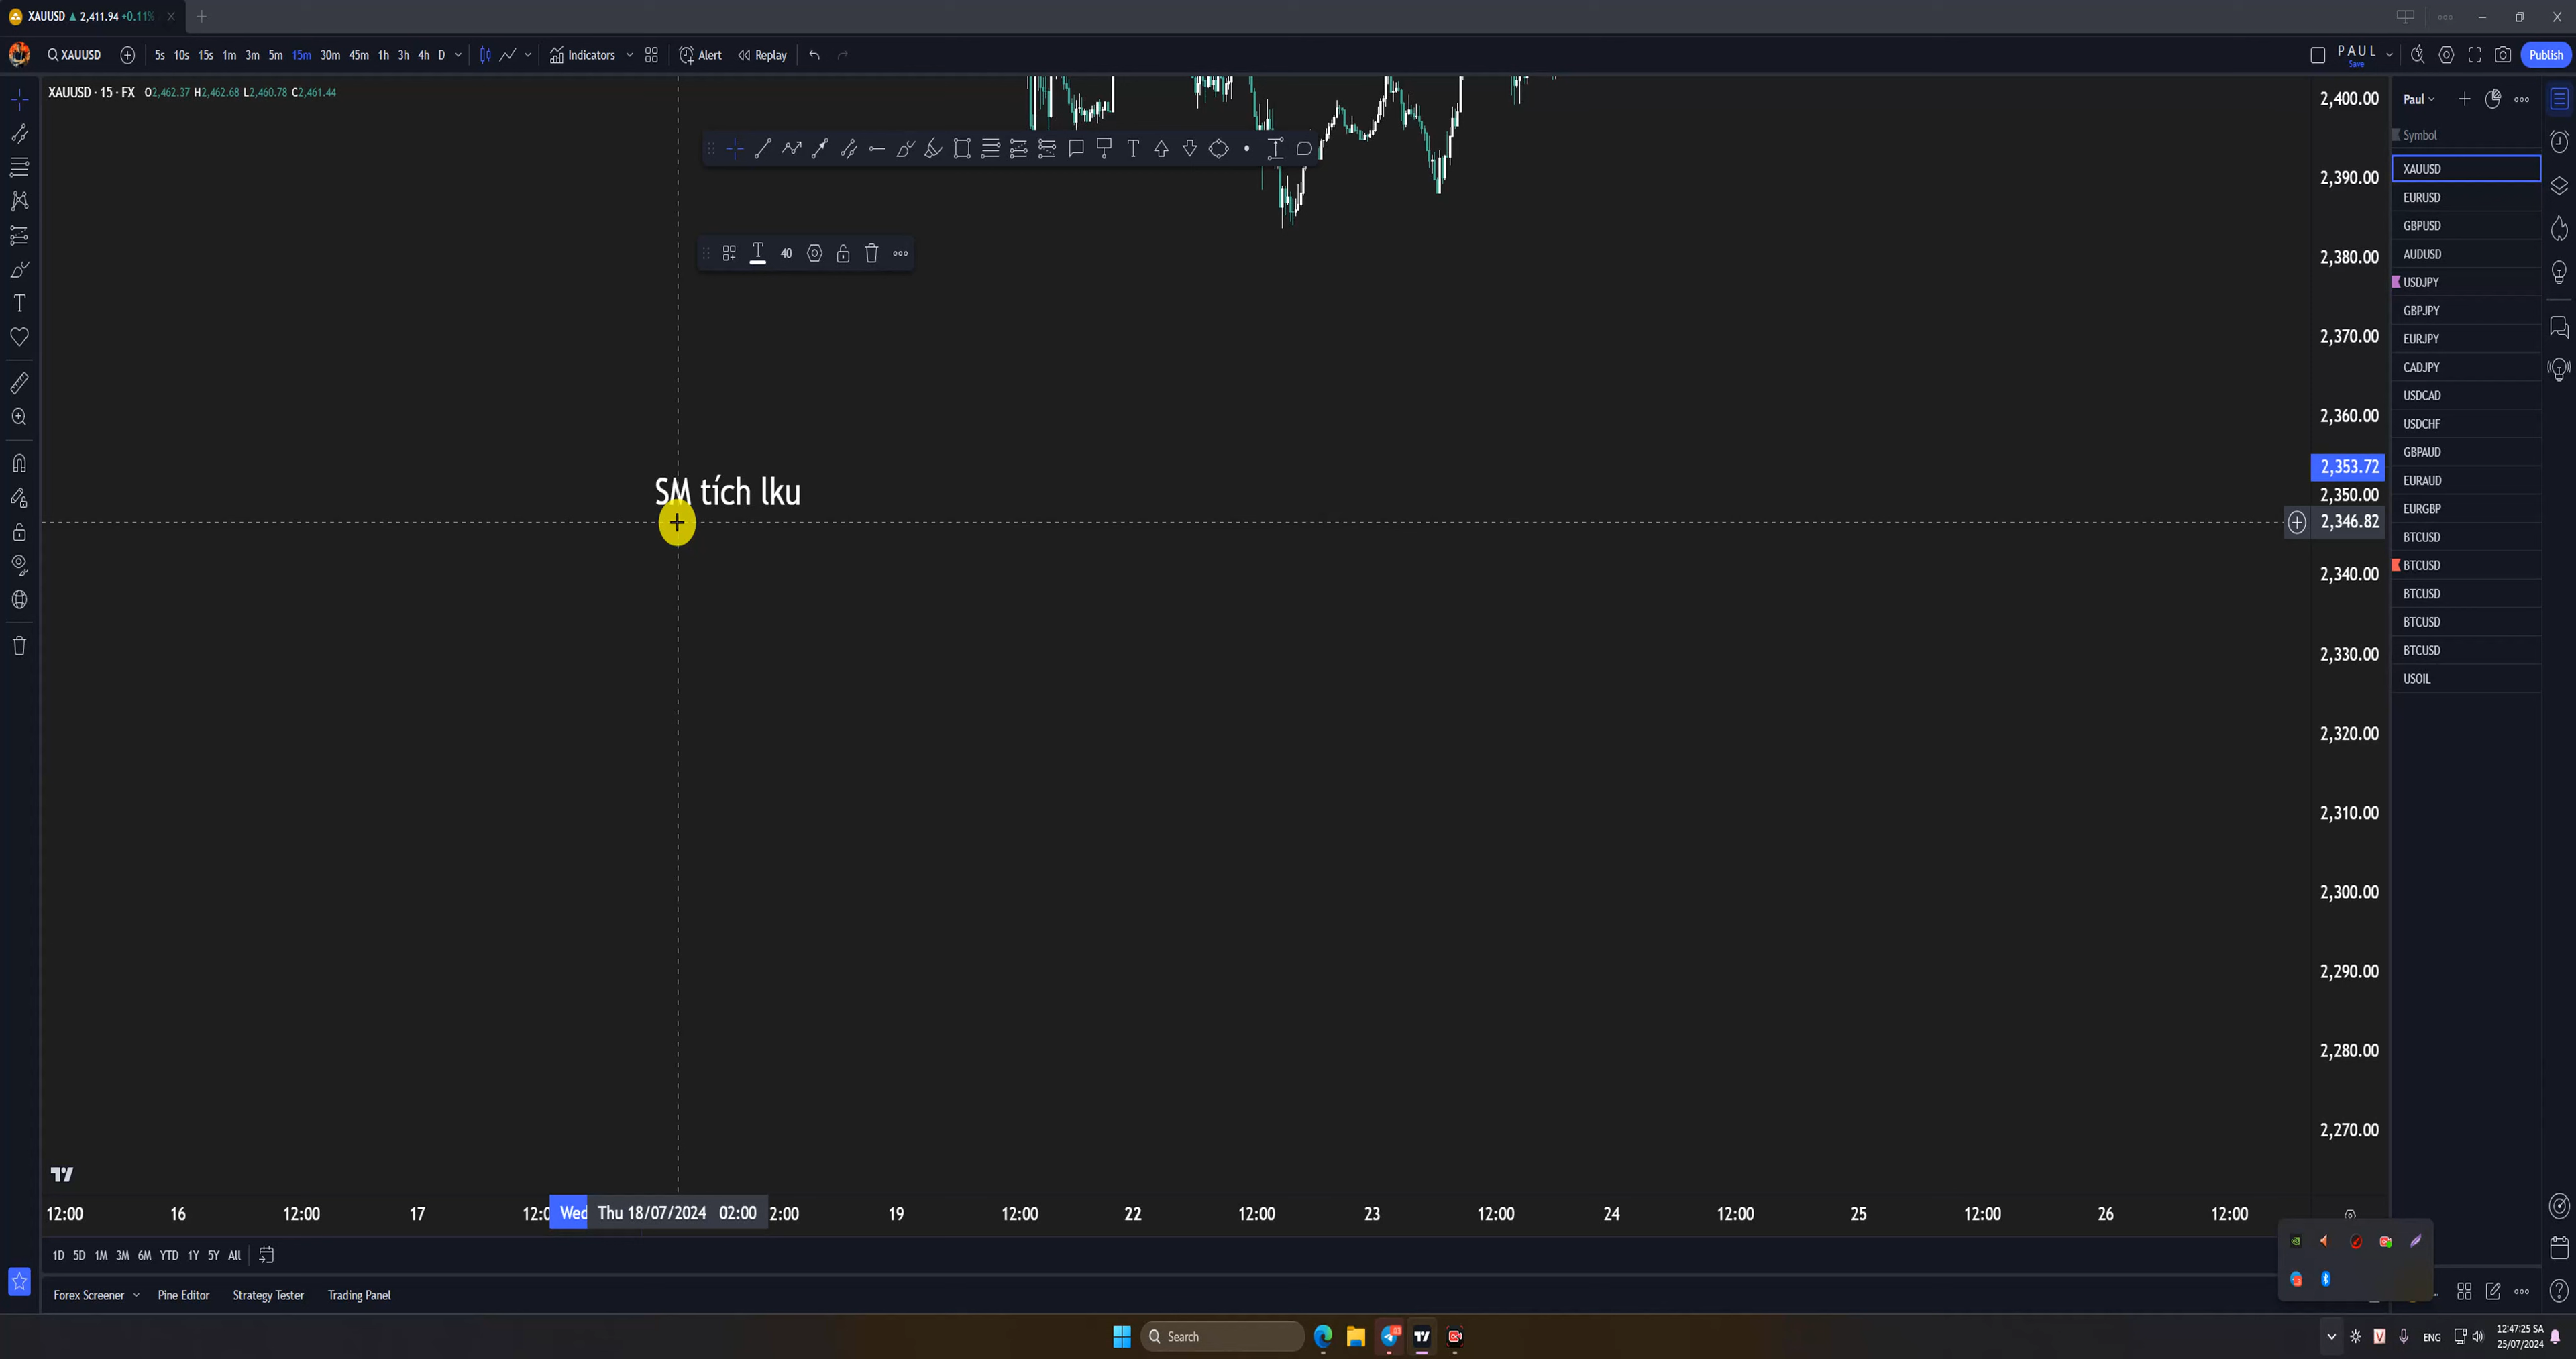 XAUUSD ▲ 2,411.94 +0.11%
XAUUSD 5s 10s 15s 1m 3m 5m 15m 30m 45m 1h 3h 4h D Indicators Alert Replay
PAUL
Save
Publish
XAUUSD · 15 · FX O2,462.37 H2,462.68 L2,460.78 C2,461.44
40
SM tích lku
2,400.00
2,390.00
2,380.00
2,370.00
2,360.00
2,353.72
2,350.00
2,346.82
2,340.00
2,330.00
2,320.00
2,310.00
2,300.00
2,290.00
2,280.00
2,270.00
Paul
Symbol
XAUUSD
EURUSD
GBPUSD
AUDUSD
USDJPY
GBPJPY
EURJPY
CADJPY
USDCAD
USDCHF
GBPAUD
EURAUD
EURGBP
BTCUSD
BTCUSD
BTCUSD
BTCUSD
BTCUSD
USOIL
12:00 16 12:00 17 Wed Thu 18/07/2024 02:00 2:00 19 12:00 22 12:00 23 12:00 24 12:00 25 12:00 26 12:00
1D 5D 1M 3M 6M YTD 1Y 5Y All
Forex Screener Pine Editor Strategy Tester Trading Panel
Search
ENG
12:47:25 SA
25/07/2024